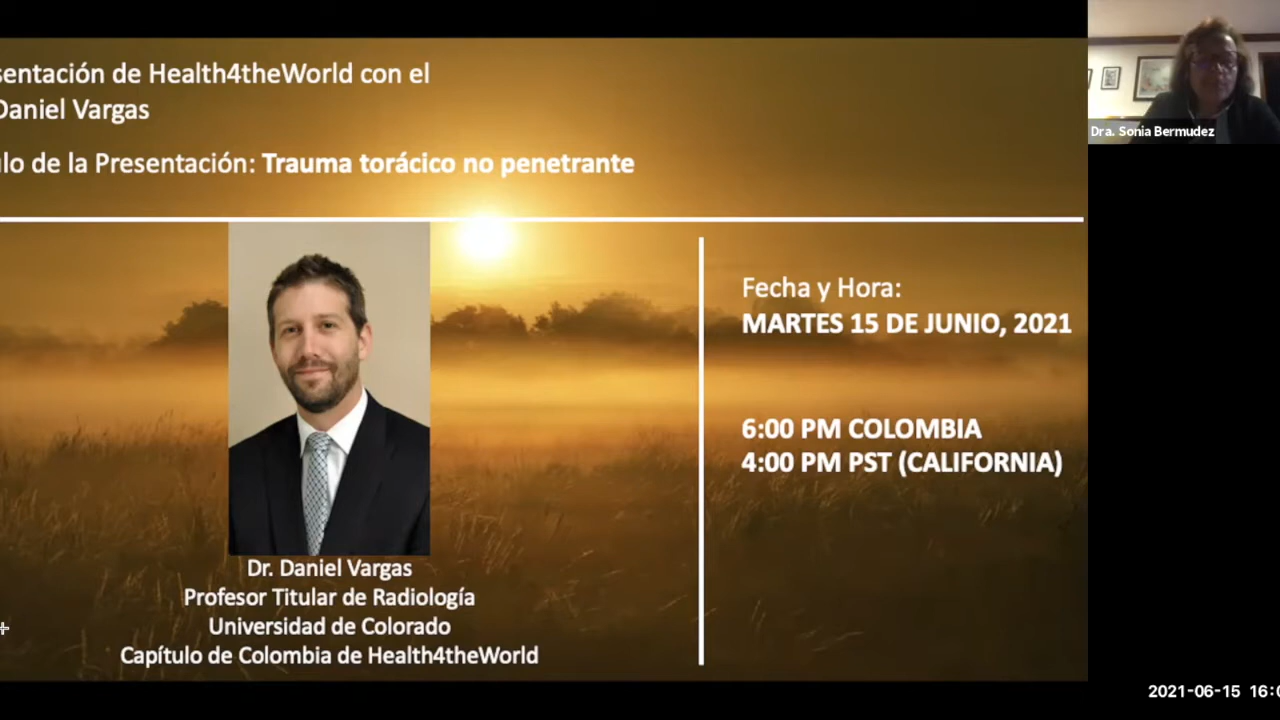 sentación de Health4theWorld con el
Daniel Vargas
lo de la Presentación: Trauma torácico no penetrante
Dr. Daniel Vargas
Profesor Titular de Radiología
Universidad de Colorado
Capítulo de Colombia de Health4theWorld
Fecha y Hora:
MARTES 15 DE JUNIO, 2021
6:00 PM COLOMBIA
4:00 PM PST (CALIFORNIA)
Dra. Sonia Bermudez
2021-06-15 16:0